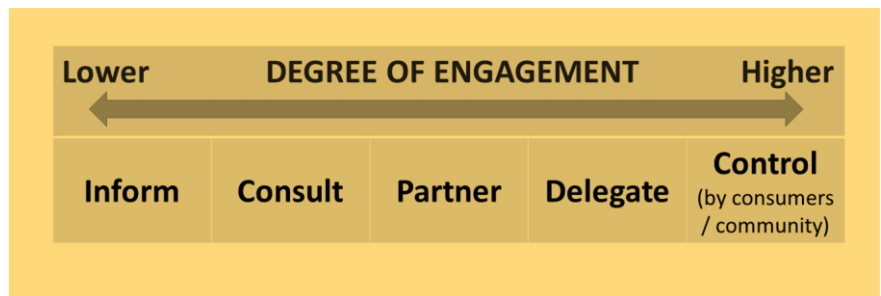 Lower DEGREE OF ENGAGEMENT Higher
Inform Consult Partner Delegate Control
(by consumers
/ community)